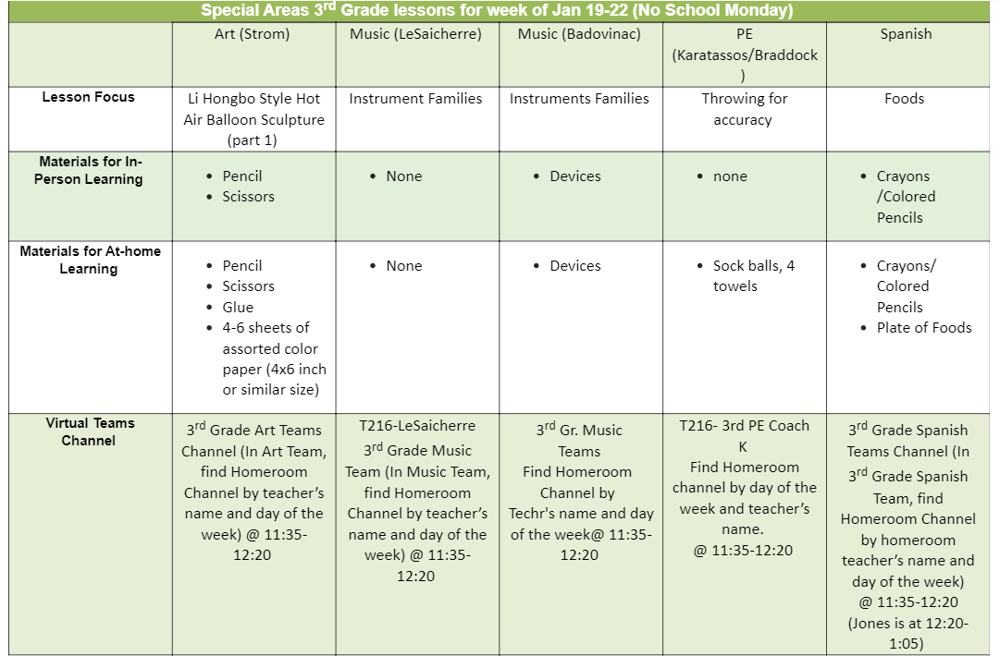 Special Areas 3rd Grade lessons for week of Jan 19-22 (No School Monday)
Art (Strom)
Music (LeSaicherre)
Music (Badovinac)
PE
(Karatassos/Braddock
)
Spanish
Lesson Focus
Li Hongbo Style Hot
Air Balloon Sculpture
(part 1)
Instrument Families
Instruments Families
Throwing for
accuracy
Foods
Materials for In-
Person Learning
• Pencil
• Scissors
• None
• Devices
• none
• Crayons
/Colored
Pencils
Materials for At-home
Learning
• Pencil
• Scissors
• Glue
• 4-6 sheets of
assorted color
paper (4x6 inch
or similar size)
• None
• Devices
• Sock balls, 4
towels
• Crayons/
Colored
Pencils
• Plate of Foods
Virtual Teams
Channel
3rd Grade Art Teams
Channel (In Art Team,
find Homeroom
Channel by teacher’s
name and day of the
week) @ 11:35-
12:20
T216-LeSaicherre
3rd Grade Music
Team (In Music Team,
find Homeroom
Channel by teacher’s
name and day of the
week) @ 11:35-
12:20
3rd Gr. Music
Teams
Find Homeroom
Channel by
Techr's name and day
of the week@ 11:35-
12:20
T216- 3rd PE Coach
K
Find Homeroom
channel by day of the
week and teacher’s
name.
@ 11:35-12:20
3rd Grade Spanish
Teams Channel (In
3rd Grade Spanish
Team, find
Homeroom Channel
by homeroom
teacher’s name and
day of the week)
@ 11:35-12:20
(Jones is at 12:20-
1:05)